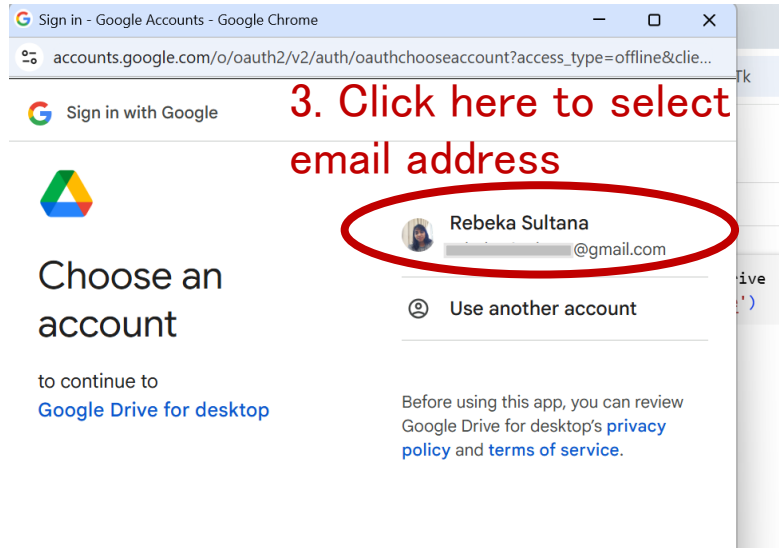 Sign in - Google Accounts - Google Chrome
accounts.google.com/o/oauth2/v2/auth/oauthchooseaccount?access_type=offline&clie...
Tk
Sign in with Google
3. Click here to select
email address
Rebeka Sultana
@gmail.com
Choose an
account
ive
')
Use another account
to continue to
Google Drive for desktop
Before using this app, you can review
Google Drive for desktop's privacy
policy and terms of service.